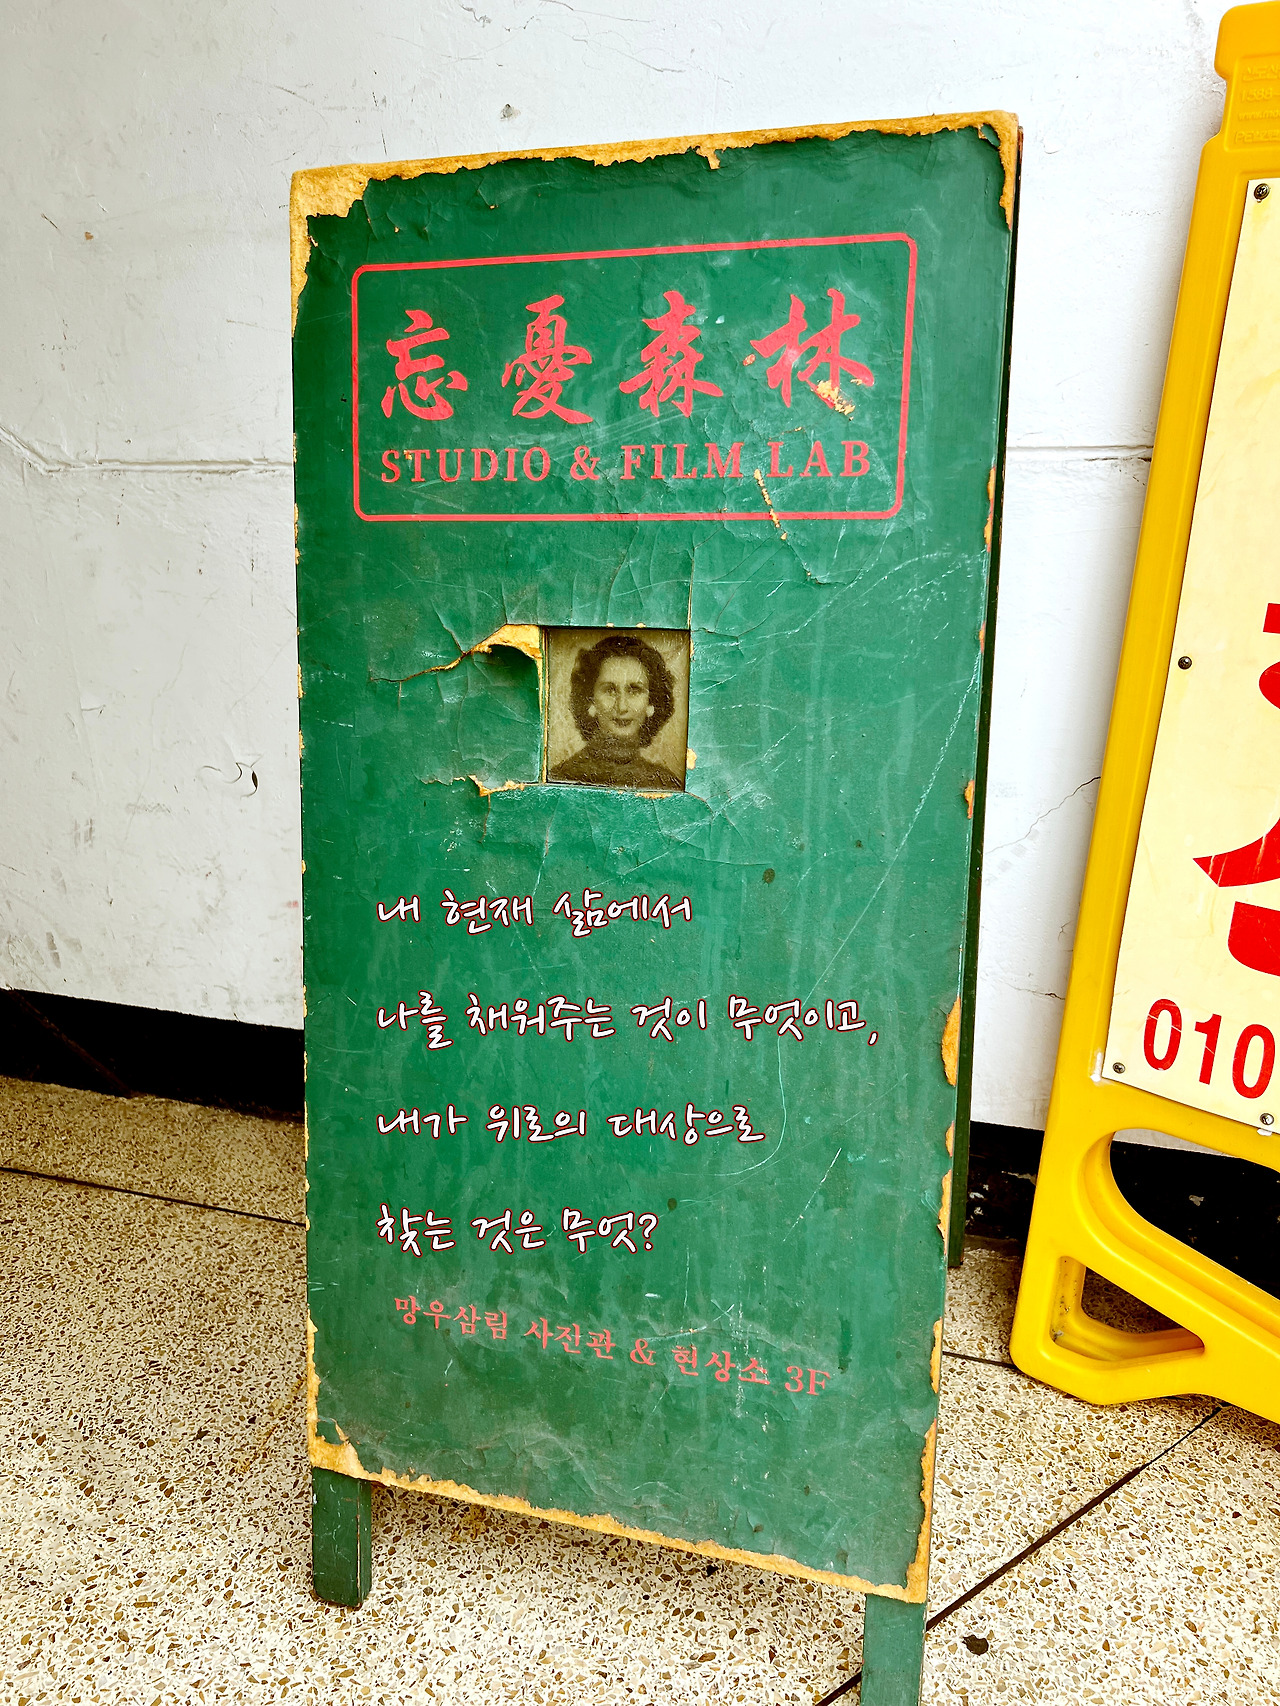 忘憂森林
STUDIO & FILM LAB
내 현재 삶에서
나를 채워주는 것이 무엇이고,
내가 위로의 대상으로
찾는 것은 무엇?
망우삼림 사진관 & 현상소 3F
010